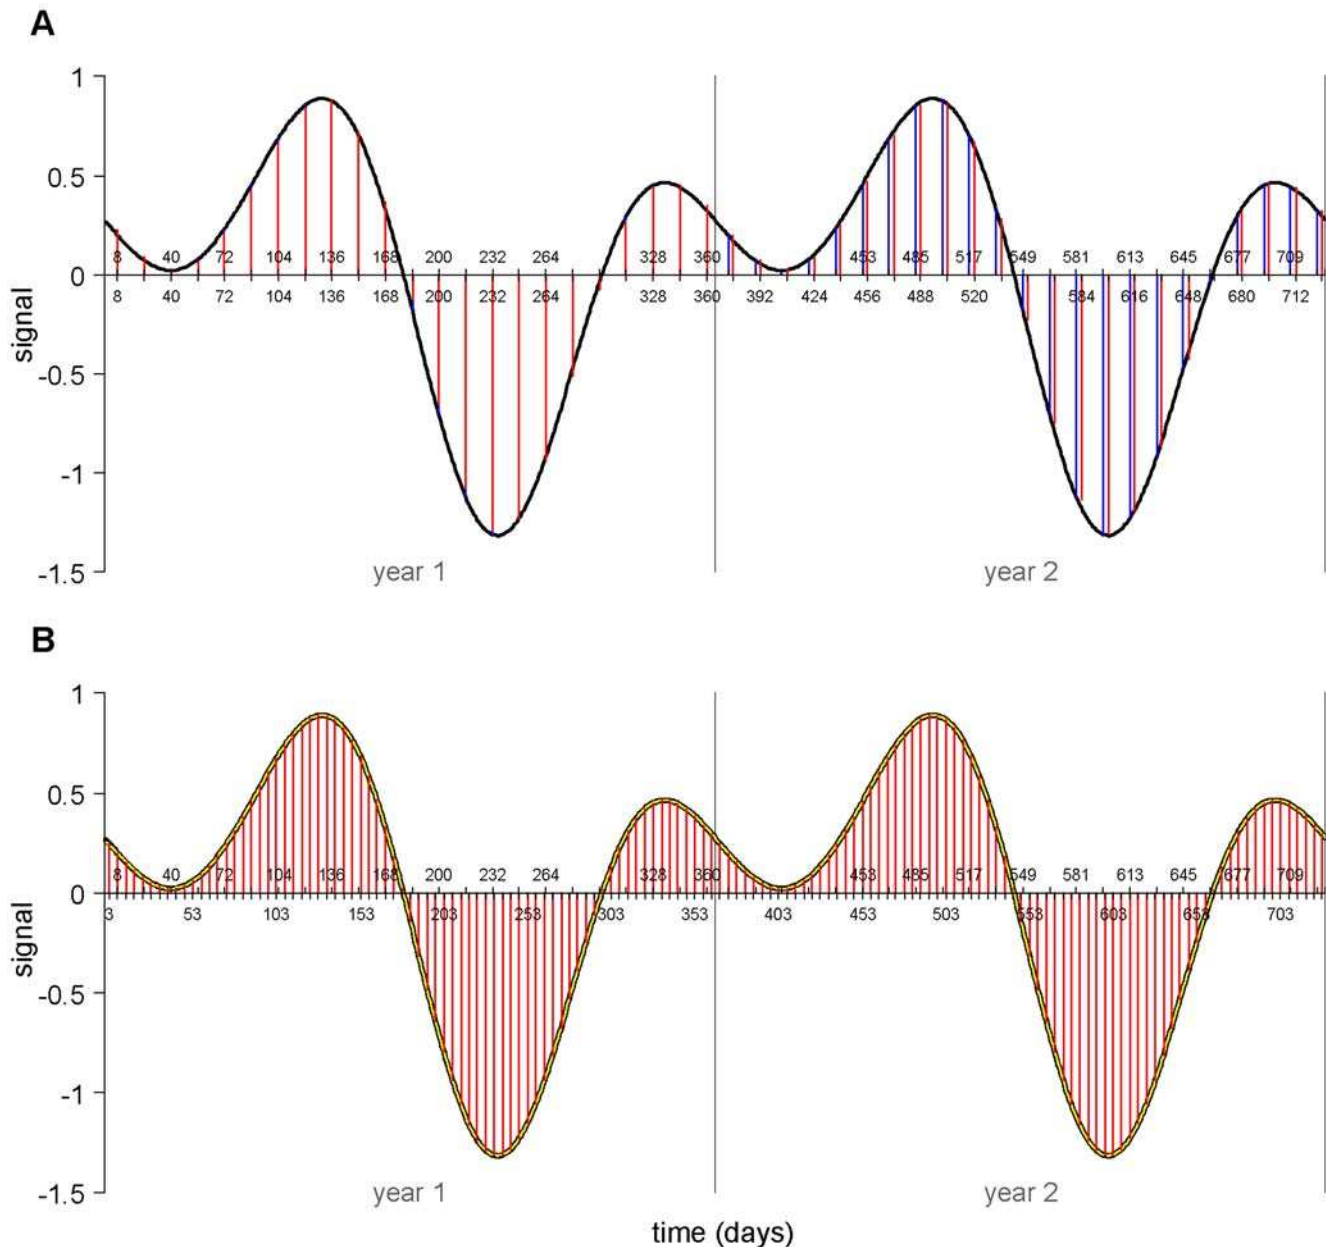 A
1
0.5
8 40 72 104 136 168 200 232 264 328 360 453 485 517 549 581 613 645 677 709
0
8 40 72 104 136 168 200 232 264 328 360 392 424 456 488 520 584 616 648 680 712
signal
-0.5
-1
-1.5
year 1 year 2
B
1
0.5
8 40 72 104 136 168 200 232 264 328 360 453 485 517 549 581 613 645 677 709
0
3 53 103 153 203 253 303 353 403 453 503 553 603 653 703
signal
-0.5
-1
-1.5
year 1 year 2
time (days)